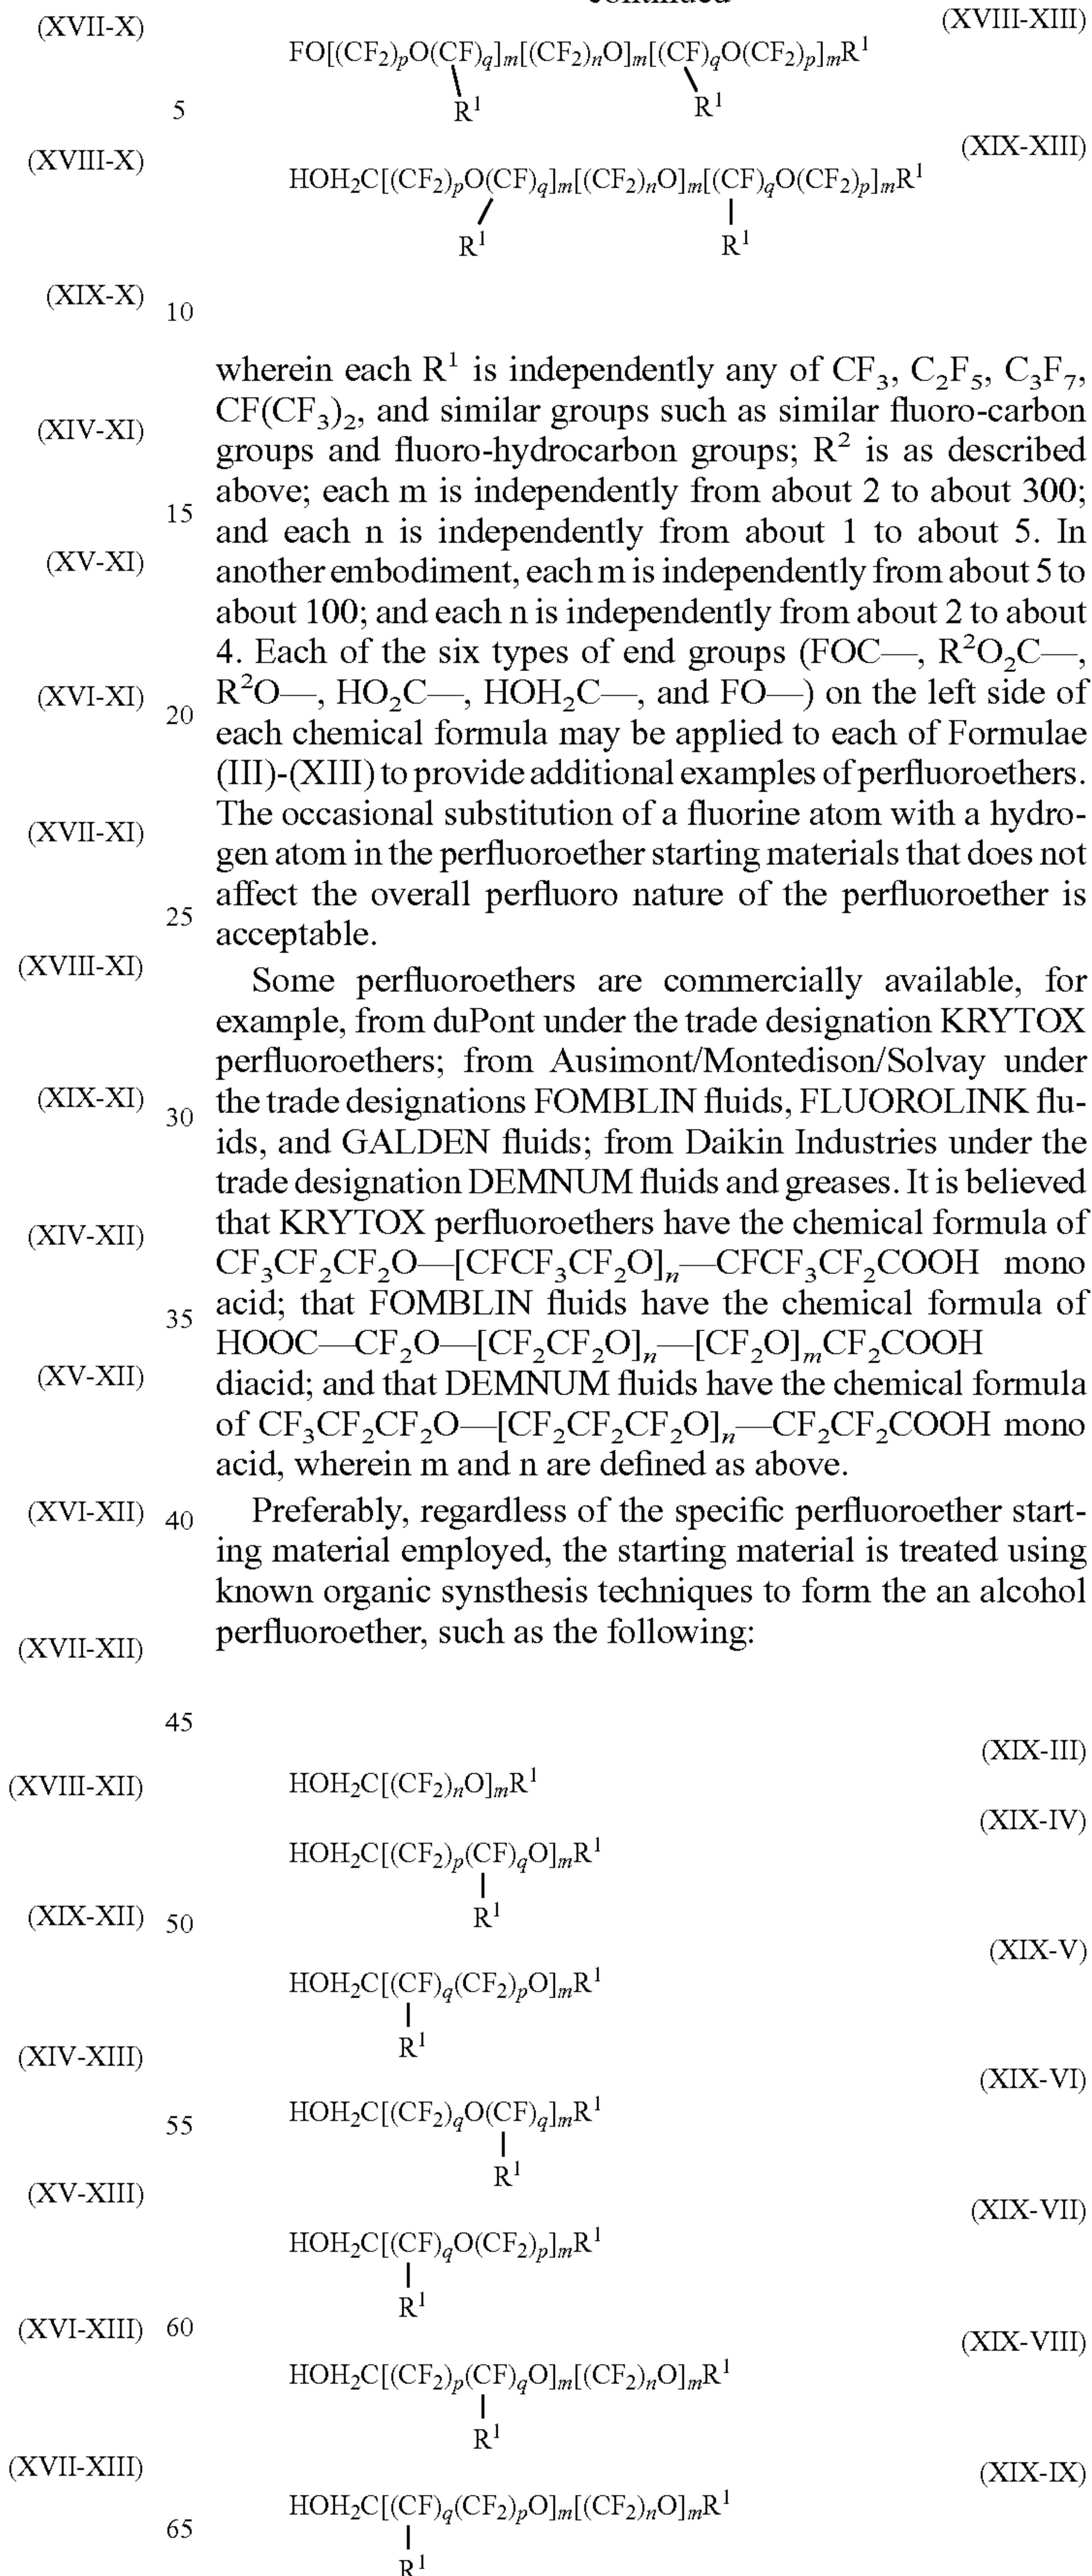 (XVII-X)
(XVIII-XIII)
FO[(CF2)pO(CF)q]m[(CF2)nO]m[(CF)qO(CF2)p]mR¹
R¹ R¹
5
(XVIII-X)
(XIX-XIII)
HOH2C[(CF2)pO(CF)q]m[(CF2)nO]m[(CF)qO(CF2)p]mR¹
R¹ R¹
(XIX-X)
10
wherein each R¹ is independently any of CF3, C2F5, C3F7,
CF(CF3)2, and similar groups such as similar fluoro-carbon
(XIV-XI)
groups and fluoro-hydrocarbon groups; R² is as described
above; each m is independently from about 2 to about 300;
15
and each n is independently from about 1 to about 5. In
(XV-XI)
another embodiment, each m is independently from about 5 to
about 100; and each n is independently from about 2 to about
4. Each of the six types of end groups (FOC—, R²O2C—,
(XVI-XI)
R²O—, HO2C—, HOH2C—, and FO—) on the left side of
20
each chemical formula may be applied to each of Formulae
(III)-(XIII) to provide additional examples of perfluoroethers.
The occasional substitution of a fluorine atom with a hydro-
(XVII-XI)
gen atom in the perfluoroether starting materials that does not
affect the overall perfluoro nature of the perfluoroether is
25
acceptable.
(XVIII-XI)
Some perfluoroethers are commercially available, for
example, from duPont under the trade designation KRYTOX
perfluoroethers; from Ausimont/Montedison/Solvay under
(XIX-XI)
the trade designations FOMBLIN fluids, FLUOROLINK flu-
30
ids, and GALDEN fluids; from Daikin Industries under the
trade designation DEMNUM fluids and greases. It is believed
that KRYTOX perfluoroethers have the chemical formula of
(XIV-XII)
CF3CF2CF2O—[CFCF3CF2O]n—CFCF3CF2COOH mono
acid; that FOMBLIN fluids have the chemical formula of
35
HOOC—CF2O—[CF2CF2O]n—[CF2O]mCF2COOH
(XV-XII)
diacid; and that DEMNUM fluids have the chemical formula
of CF3CF2CF2O—[CF2CF2CF2O]n—CF2CF2COOH mono
acid, wherein m and n are defined as above.
(XVI-XII)
40
Preferably, regardless of the specific perfluoroether start-
ing material employed, the starting material is treated using
known organic synsthesis techniques to form the an alcohol
perfluoroether, such as the following:
(XVII-XII)
45
(XIX-III)
(XVIII-XII)
HOH2C[(CF2)nO]mR¹
(XIX-IV)
HOH2C[(CF2)p(CF)qO]mR¹
R¹
(XIX-XII)
50
(XIX-V)
HOH2C[(CF)q(CF2)pO]mR¹
R¹
(XIV-XIII)
(XIX-VI)
HOH2C[(CF2)qO(CF)q]mR¹
R¹
55
(XV-XIII)
(XIX-VII)
HOH2C[(CF)qO(CF2)p]mR¹
R¹
(XVI-XIII)
60
(XIX-VIII)
HOH2C[(CF2)p(CF)qO]m[(CF2)nO]mR¹
R¹
(XVII-XIII)
(XIX-IX)
HOH2C[(CF)q(CF2)pO]m[(CF2)nO]mR¹
R¹
65